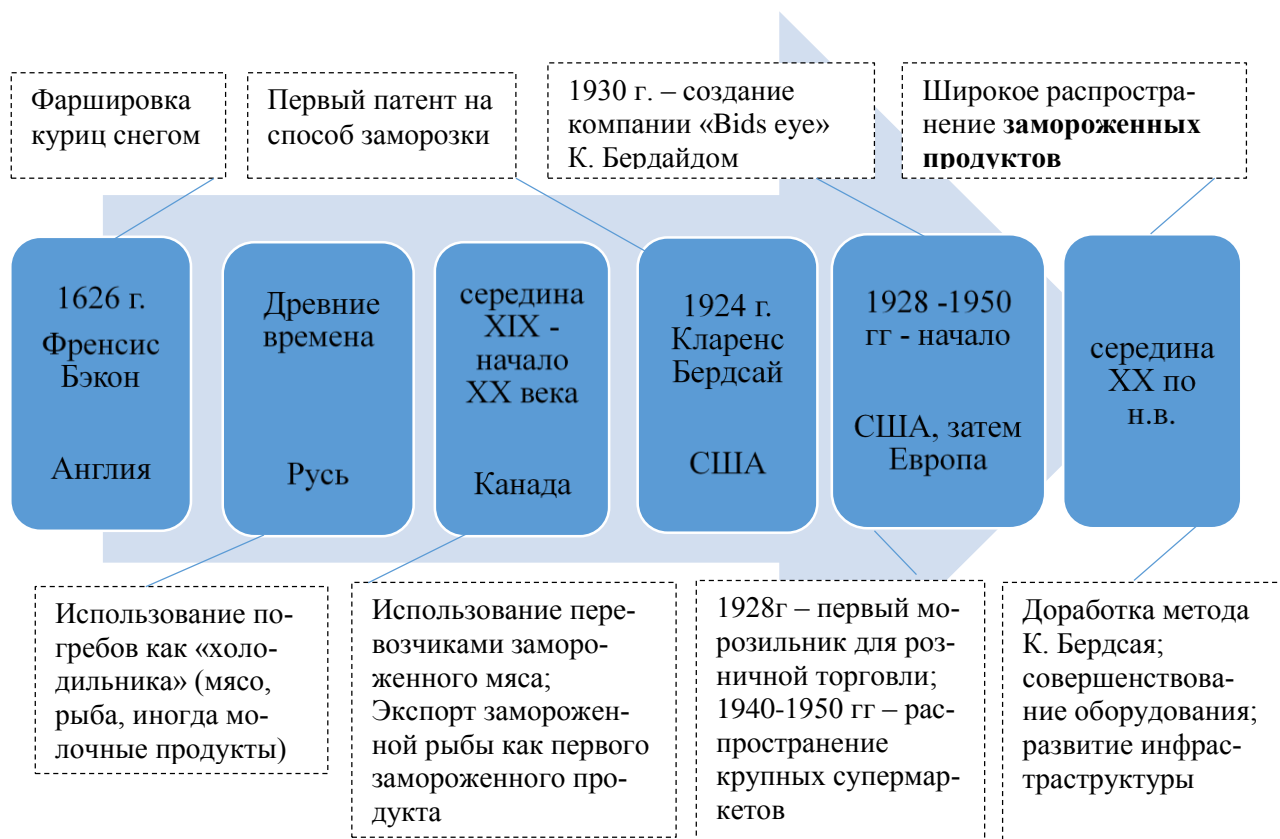 Фаршировка
куриц снегом
Первый патент на
способ заморозки
1930 г. – создание
компании «Bids eye»
К. Бердайдом
Широкое распростра-
нение замороженных
продуктов
1626 г.
Френсис
Бэкон
Англия
Древние
времена
Русь
середина
XIX -
начало
XX века
Канада
1924 г.
Кларенс
Бердсай
США
1928 -1950
гг - начало
США, затем
Европа
середина
XX по
н.в.
Использование по-
гребов как «холо-
дильника» (мясо,
рыба, иногда мо-
лочные продукты)
Использование пере-
возчиками заморо-
женного мяса;
Экспорт заморожен-
ной рыбы как первого
замороженного про-
дукта
1928г – первый мо-
розильник для роз-
ничной торговли;
1940-1950 гг – рас-
пространение
крупных супермар-
кетов
Доработка метода
К. Бердсая;
совершенствова-
ние оборудования;
развитие инфрас-
траструктуры